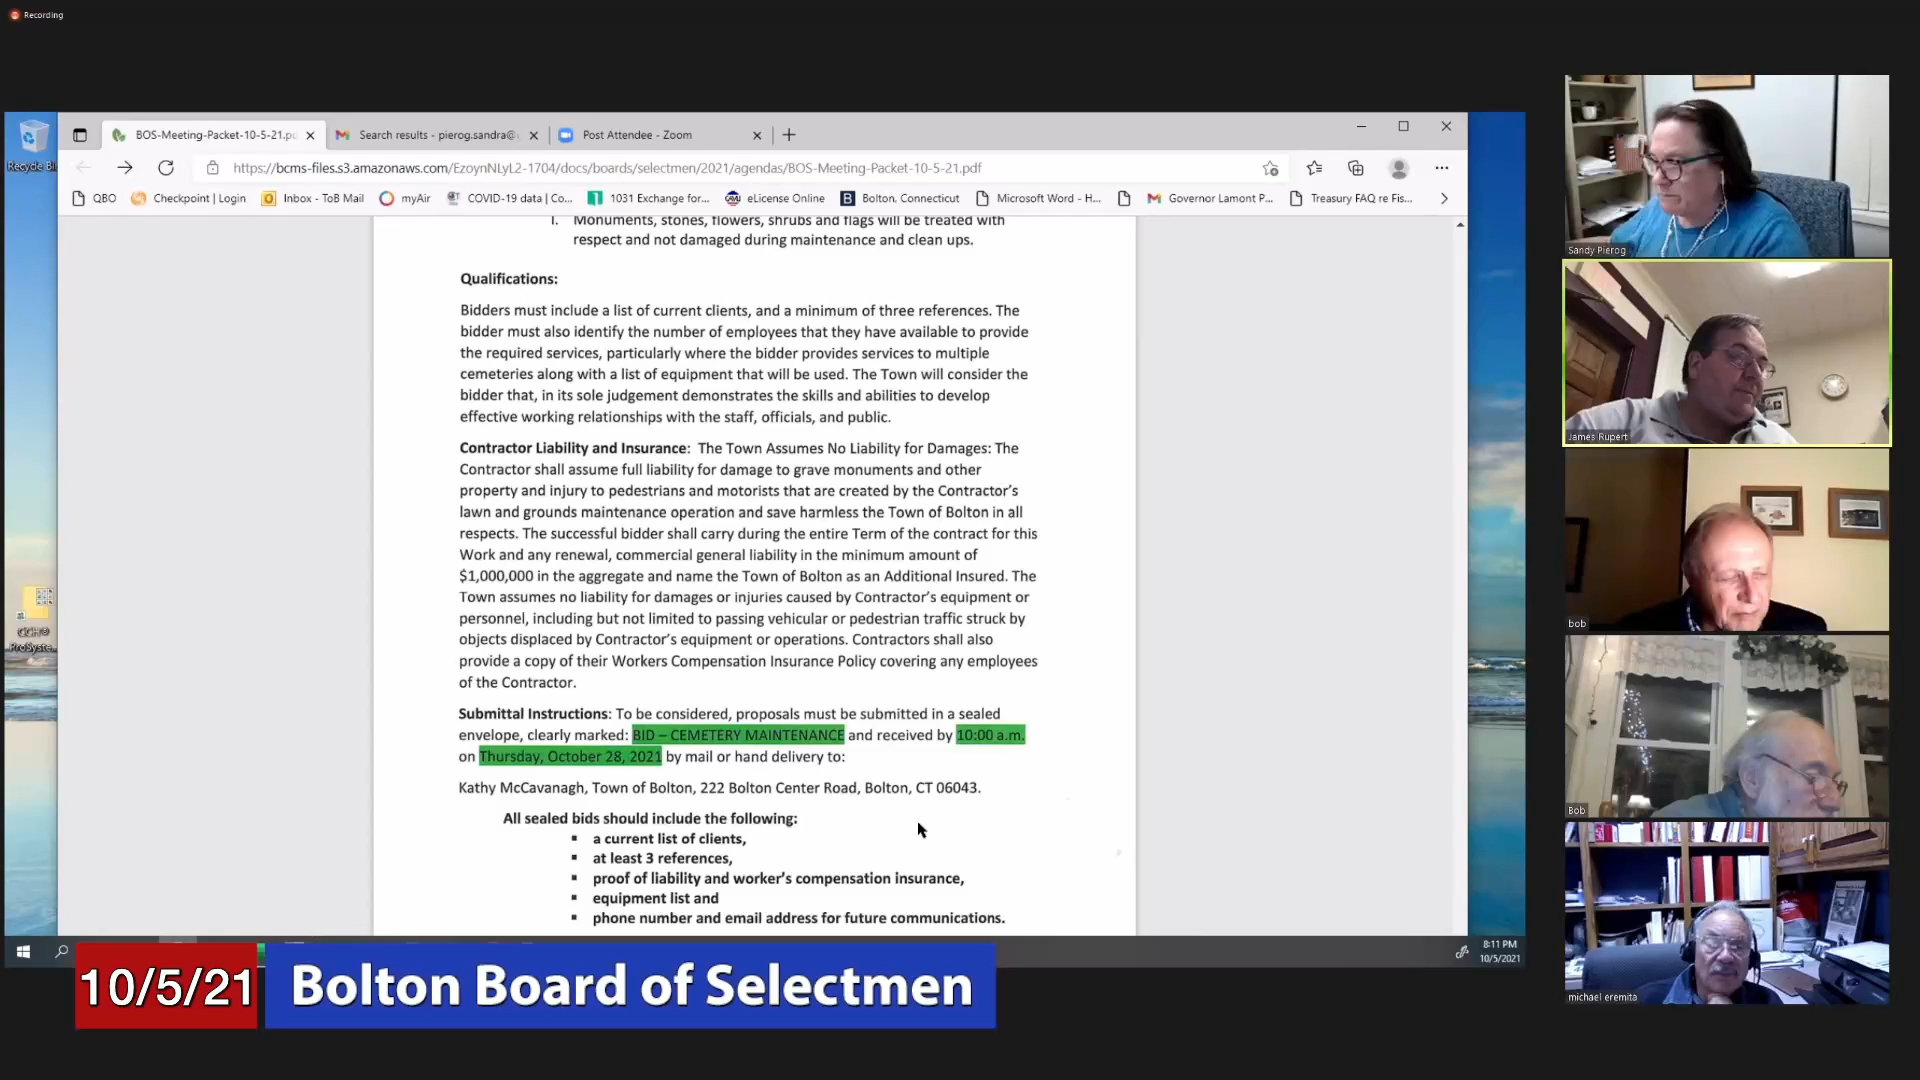 Recording
BOS-Meeting-Packet-10-5-21.p
Search results - pierog.sandra@
Post Attendee - Zoom
https://bcms-files.s3.amazonaws.com/EzoynNLyL2-1704/docs/boards/selectmen/2021/agendas/BOS-Meeting-Packet-10-5-21.pdf
QBO
Checkpoint | Login
Inbox - ToB Mail
myAir
COVID-19 data | Co...
1031 Exchange for...
eLicense Online
Bolton, Connecticut
Microsoft Word - H...
Governor Lamont P...
Treasury FAQ re Fis...
Recycle Bi
CCH®
ProSyste...
I. Monuments, stones, flowers, shrubs and flags will be treated with
respect and not damaged during maintenance and clean ups.
Qualifications:
Bidders must include a list of current clients, and a minimum of three references. The
bidder must also identify the number of employees that they have available to provide
the required services, particularly where the bidder provides services to multiple
cemeteries along with a list of equipment that will be used. The Town will consider the
bidder that, in its sole judgement demonstrates the skills and abilities to develop
effective working relationships with the staff, officials, and public.
Contractor Liability and Insurance: The Town Assumes No Liability for Damages: The
Contractor shall assume full liability for damage to grave monuments and other
property and injury to pedestrians and motorists that are created by the Contractor's
lawn and grounds maintenance operation and save harmless the Town of Bolton in all
respects. The successful bidder shall carry during the entire Term of the contract for this
Work and any renewal, commercial general liability in the minimum amount of
$1,000,000 in the aggregate and name the Town of Bolton as an Additional Insured. The
Town assumes no liability for damages or injuries caused by Contractor's equipment or
personnel, including but not limited to passing vehicular or pedestrian traffic struck by
objects displaced by Contractor's equipment or operations. Contractors shall also
provide a copy of their Workers Compensation Insurance Policy covering any employees
of the Contractor.
Submittal Instructions: To be considered, proposals must be submitted in a sealed
envelope, clearly marked: BID – CEMETERY MAINTENANCE and received by 10:00 a.m.
on Thursday, October 28, 2021 by mail or hand delivery to:
Kathy McCavanagh, Town of Bolton, 222 Bolton Center Road, Bolton, CT 06043.
All sealed bids should include the following:
▪ a current list of clients,
▪ at least 3 references,
▪ proof of liability and worker's compensation insurance,
▪ equipment list and
▪ phone number and email address for future communications.
8:11 PM
10/5/2021
10/5/21
Bolton Board of Selectmen
Sandy Pierog
James Rupert
bob
Bob
michael eremita